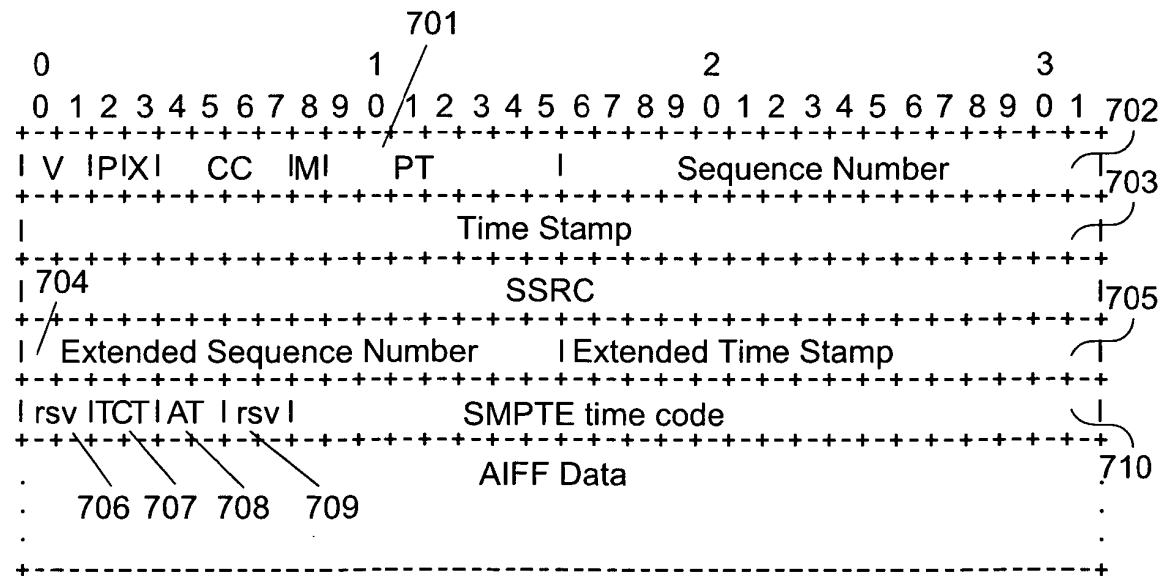 701
0 1 2 3
0 1 2 3 4 5 6 7 8 9 0 1 2 3 4 5 6 7 8 9 0 1 2 3 4 5 6 7 8 9 0 1 702
+-+-+-+-+-+-+-+-+-+-+-+-+-+-+-+-+-+-+-+-+-+-+-+-+-+-+-+-+-+-+-+-+
| V |P|X| CC |M| PT | Sequence Number |
+-+-+-+-+-+-+-+-+-+-+-+-+-+-+-+-+-+-+-+-+-+-+-+-+-+-+-+-+-+-+-+-+ 703
| Time Stamp |
+-+-+-+-+-+-+-+-+-+-+-+-+-+-+-+-+-+-+-+-+-+-+-+-+-+-+-+-+-+-+-+-+
| 704 SSRC | 705
+-+-+-+-+-+-+-+-+-+-+-+-+-+-+-+-+-+-+-+-+-+-+-+-+-+-+-+-+-+-+-+-+
| Extended Sequence Number | Extended Time Stamp |
+-+-+-+-+-+-+-+-+-+-+-+-+-+-+-+-+-+-+-+-+-+-+-+-+-+-+-+-+-+-+-+-+
| rsv |TCT| AT | rsv | SMPTE time code |
+-+-+-+-+-+-+-+-+-+-+-+-+-+-+-+-+-+-+-+-+-+-+-+-+-+-+-+-+-+-+-+-+
. AIFF Data . 710
. 706 707 708 709 .
. .
+---------------------------------------------------------------+